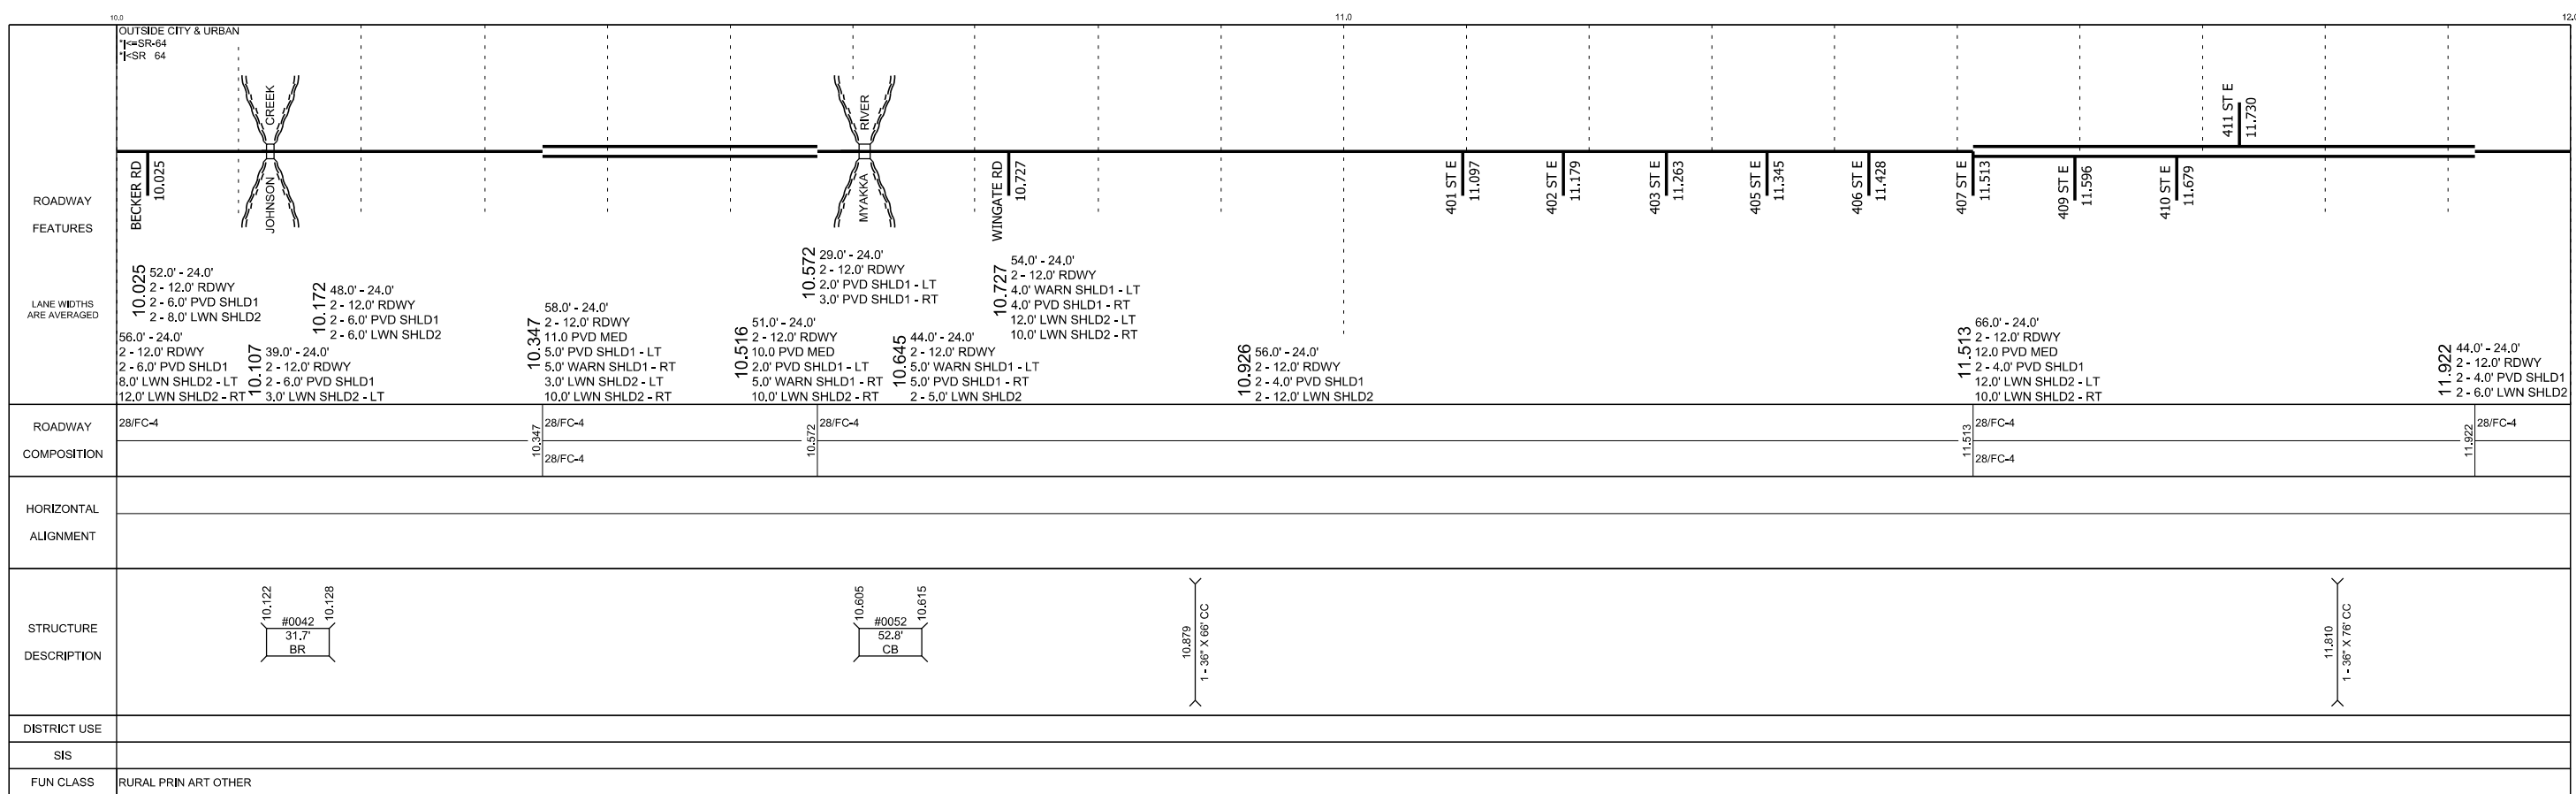 10.0
11.0
12.0
OUTSIDE CITY & URBAN
*|<=SR-64
*|<SR 64
ROADWAY
FEATURES
BECKER RD
10.025
JOHNSON CREEK
MYAKKA RIVER
WINGATE RD
10.727
401 ST E
11.097
402 ST E
11.179
403 ST E
11.263
405 ST E
11.345
406 ST E
11.428
407 ST E
11.513
409 ST E
11.596
410 ST E
11.679
411 ST E
11.730
LANE WIDTHS
ARE AVERAGED
56.0' - 24.0'
2 - 12.0' RDWY
2 - 6.0' PVD SHLD1
8.0' LWN SHLD2 - LT
12.0' LWN SHLD2 - RT
10.025
52.0' - 24.0'
2 - 12.0' RDWY
2 - 6.0' PVD SHLD1
2 - 8.0' LWN SHLD2
10.107
39.0' - 24.0'
2 - 12.0' RDWY
2 - 6.0' PVD SHLD1
3.0' LWN SHLD2 - LT
10.172
48.0' - 24.0'
2 - 12.0' RDWY
2 - 6.0' PVD SHLD1
2 - 6.0' LWN SHLD2
10.347
58.0' - 24.0'
2 - 12.0' RDWY
11.0 PVD MED
5.0' PVD SHLD1 - LT
5.0' WARN SHLD1 - RT
3.0' LWN SHLD2 - LT
10.0' LWN SHLD2 - RT
10.516
51.0' - 24.0'
2 - 12.0' RDWY
10.0 PVD MED
2.0' PVD SHLD1 - LT
5.0' WARN SHLD1 - RT
10.0' LWN SHLD2 - RT
10.572
29.0' - 24.0'
2 - 12.0' RDWY
2.0' PVD SHLD1 - LT
3.0' PVD SHLD1 - RT
10.645
44.0' - 24.0'
2 - 12.0' RDWY
5.0' WARN SHLD1 - LT
5.0' PVD SHLD1 - RT
2 - 5.0' LWN SHLD2
10.727
54.0' - 24.0'
2 - 12.0' RDWY
4.0' WARN SHLD1 - LT
4.0' PVD SHLD1 - RT
12.0' LWN SHLD2 - LT
10.0' LWN SHLD2 - RT
10.926
56.0' - 24.0'
2 - 12.0' RDWY
2 - 4.0' PVD SHLD1
2 - 12.0' LWN SHLD2
11.513
66.0' - 24.0'
2 - 12.0' RDWY
12.0 PVD MED
2 - 4.0' PVD SHLD1
12.0' LWN SHLD2 - LT
10.0' LWN SHLD2 - RT
11.922
44.0' - 24.0'
2 - 12.0' RDWY
2 - 4.0' PVD SHLD1
2 - 6.0' LWN SHLD2
ROADWAY
COMPOSITION
28/FC-4
10.347
28/FC-4
28/FC-4
10.572
28/FC-4
11.513
28/FC-4
28/FC-4
11.922
28/FC-4
HORIZONTAL
ALIGNMENT
STRUCTURE
DESCRIPTION
10.122
10.128
#0042
31.7'
BR
10.605
10.615
#0052
52.8'
CB
10.879
1 - 36" X 66' CC
11.810
1 - 36" X 76' CC
DISTRICT USE
SIS
FUN CLASS
RURAL PRIN ART OTHER